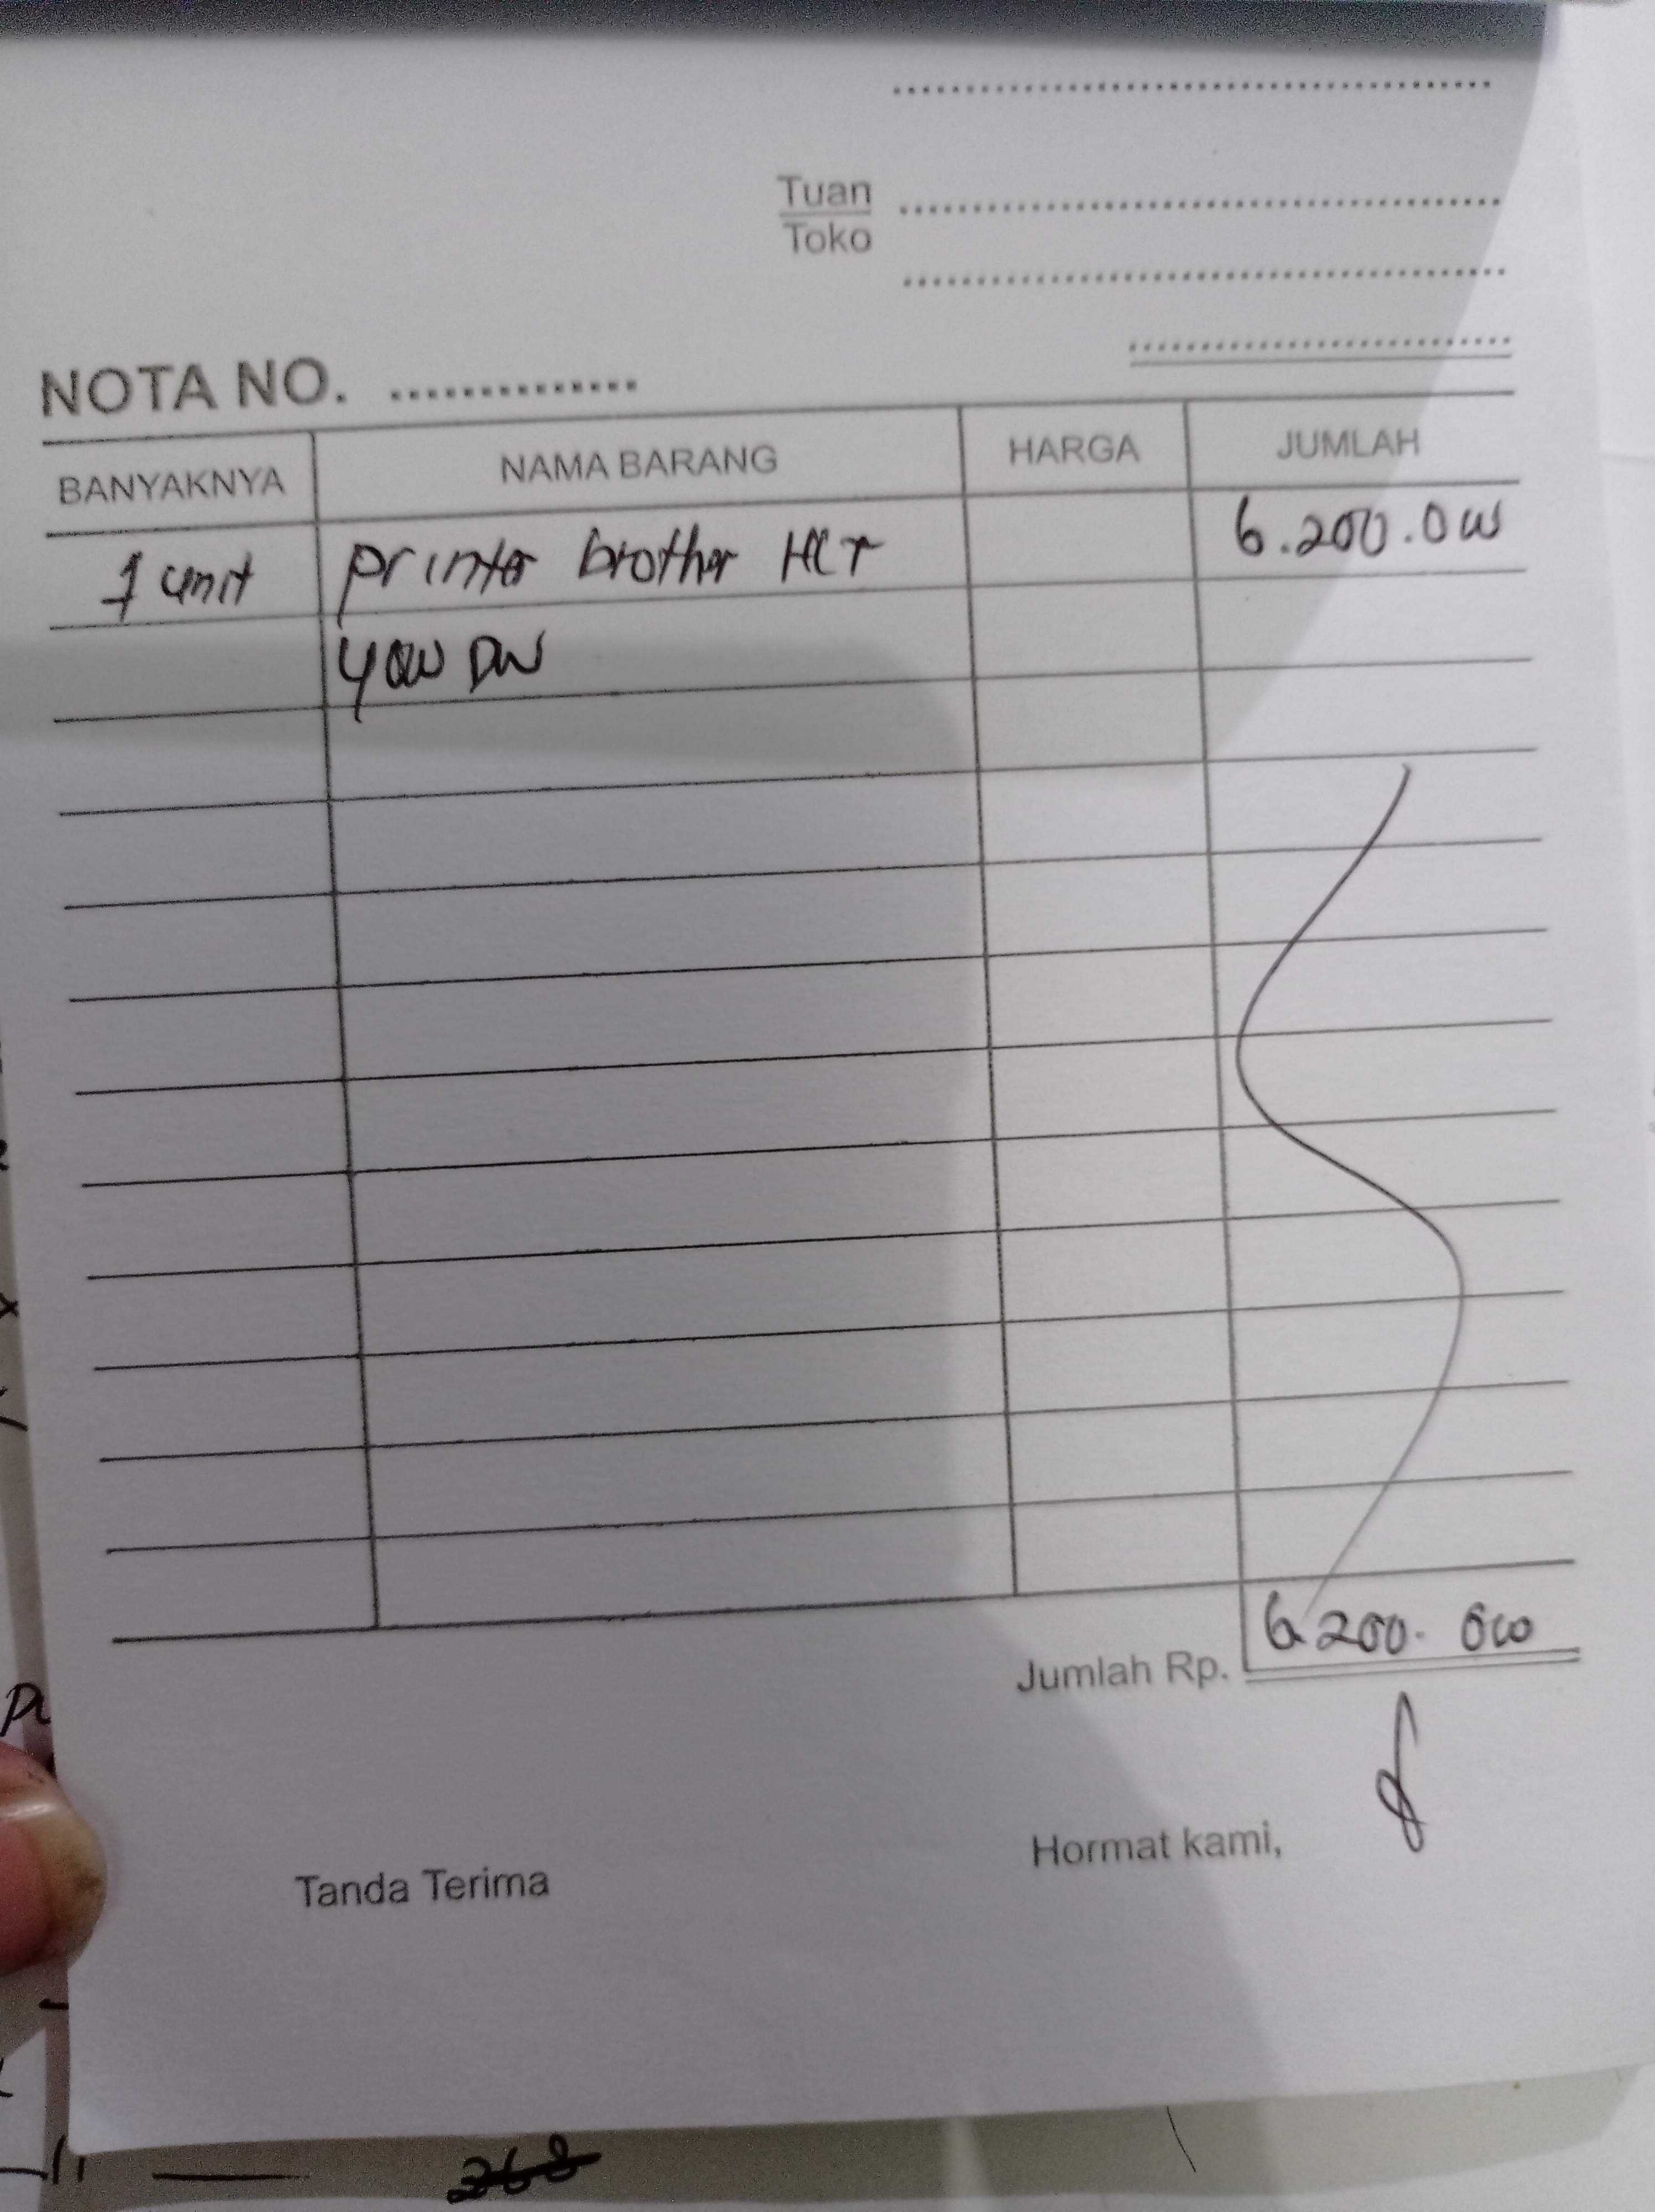 Tuan
Toko
NOTA NO.
BANYAKNYA NAMA BARANG HARGA JUMLAH
1 unit printer brother HLT 6.200.000
4000 DW
Jumlah Rp. 6.200.000
Tanda Terima Hormat kami,
268